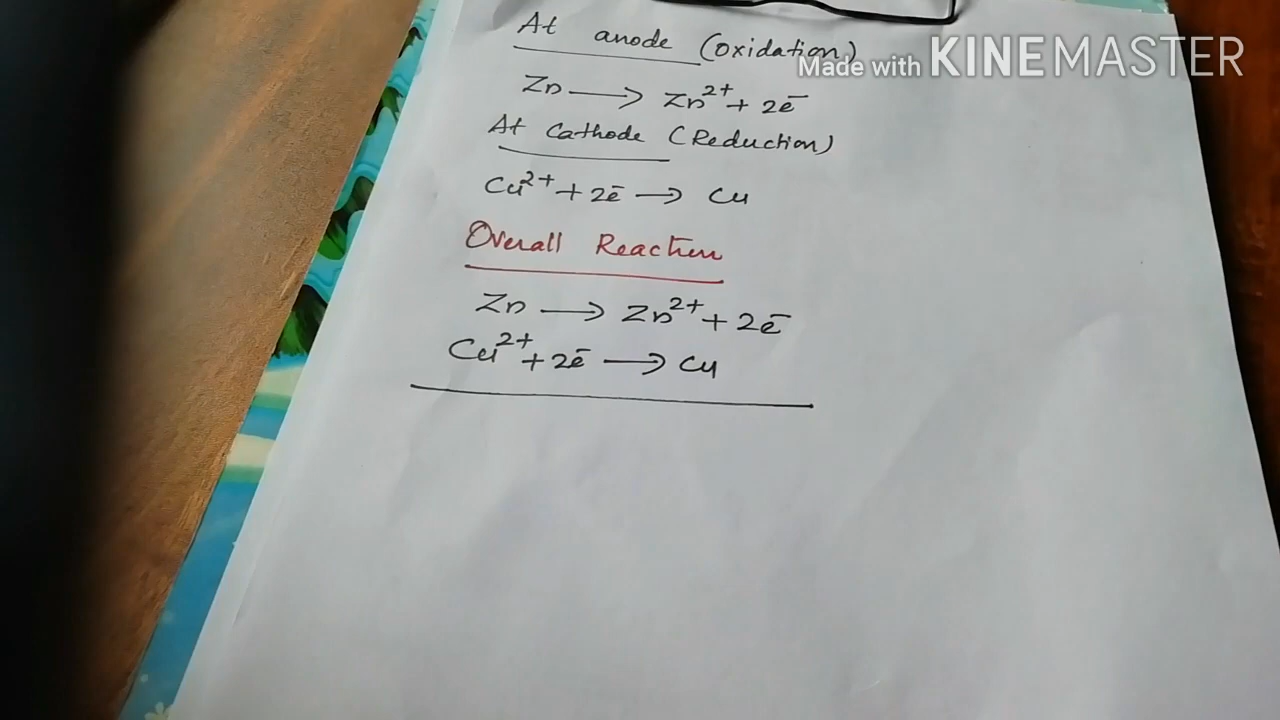 At anode (Oxidation)
Made with KINEMASTER
Zn ⟶ Zn²⁺ + 2e⁻
At Cathode (Reduction)
Cu²⁺ + 2e⁻ ⟶ Cu
Overall Reaction
Zn ⟶ Zn²⁺ + 2e⁻
Cu²⁺ + 2e⁻ ⟶ Cu